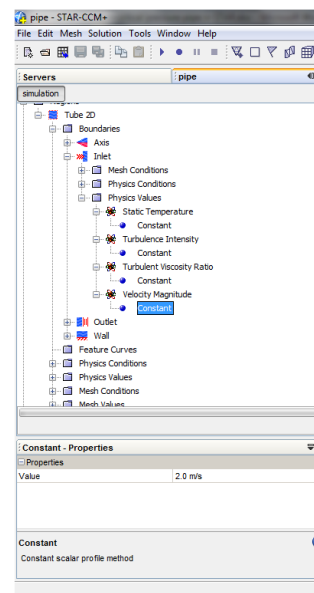 pipe - STAR-CCM+
File Edit Mesh Solution Tools Window Help
Servers
pipe
simulation
Tube 2D
Boundaries
Axis
Inlet
Mesh Conditions
Physics Conditions
Physics Values
Static Temperature
Constant
Turbulence Intensity
Constant
Turbulent Viscosity Ratio
Constant
Velocity Magnitude
Constant
Outlet
Wall
Feature Curves
Physics Conditions
Physics Values
Mesh Conditions
Mesh Values
Constant - Properties
Properties
Value 2.0 m/s
Constant
Constant scalar profile method